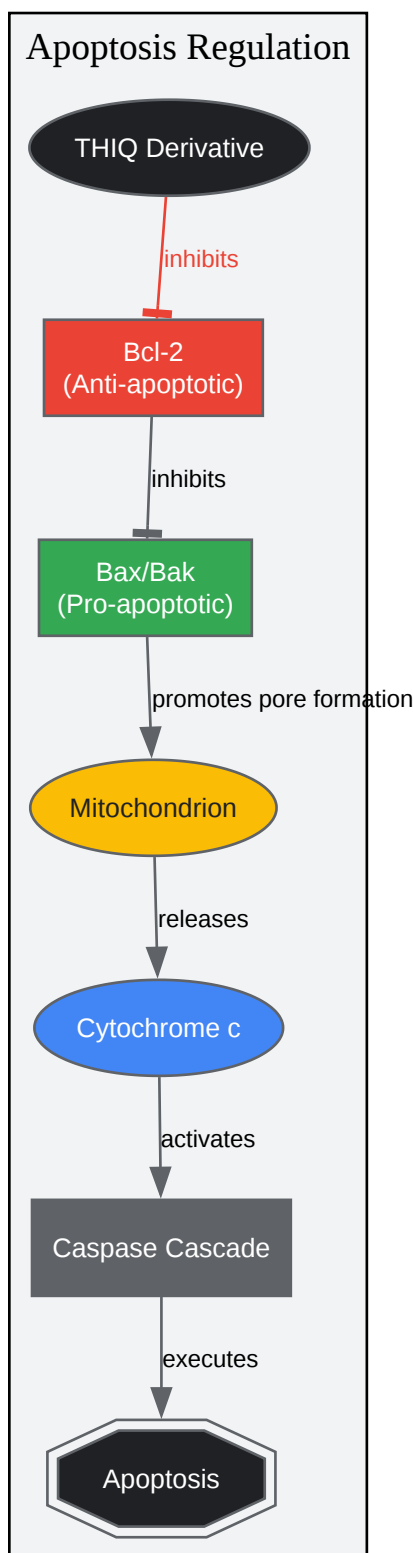 Apoptosis Regulation
THIQ Derivative
inhibits
Bcl-2
(Anti-apoptotic)
inhibits
Bax/Bak
(Pro-apoptotic)
promotes pore formation
Mitochondrion
releases
Cytochrome c
activates
Caspase Cascade
executes
Apoptosis